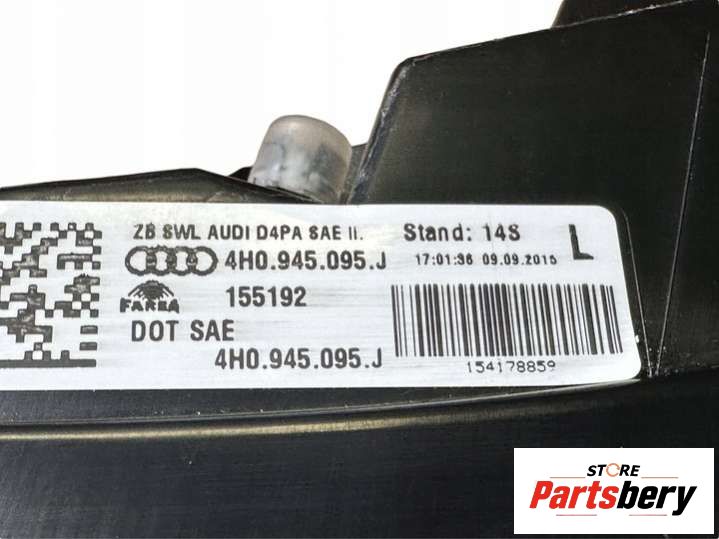 ZB SWL AUDI D4PA SAE II.
Stand: 14S
L
4H0.945.095.J
17:01:36 09.09.2015
FARBA
155192
DOT SAE
4H0.945.095.J
154178859
STORE
Partsbery